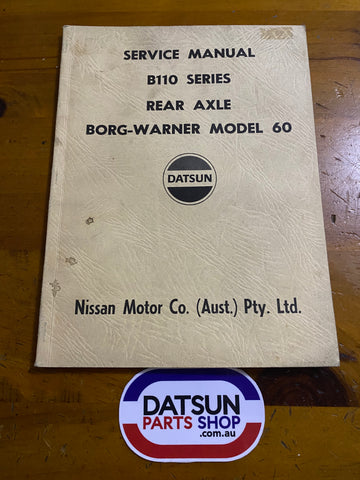 SERVICE MANUAL
B110 SERIES
REAR AXLE
BORG-WARNER MODEL 60
DATSUN
Nissan Motor Co. (Aust.) Pty. Ltd.
DATSUN
PARTS SHOP
.com.au